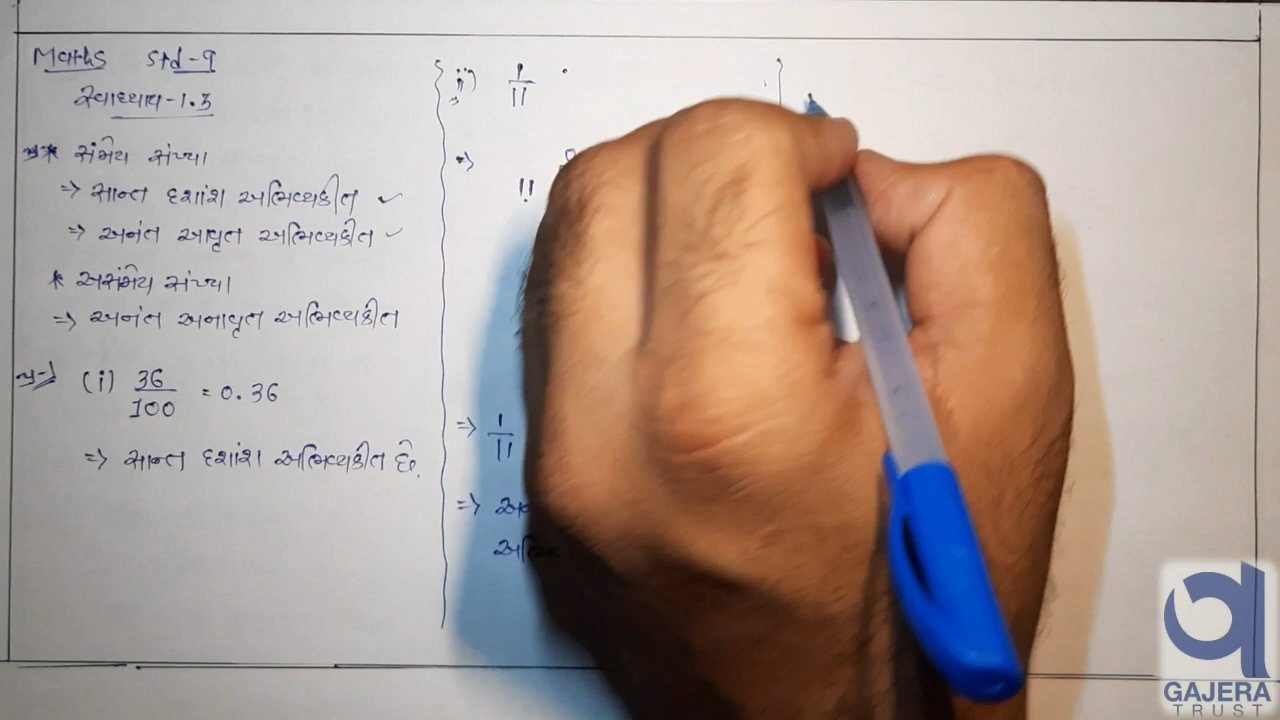 Maths Std-9
સ્વાધ્યાય-1.3
* સંમેય સંખ્યા
=> સાન્ત દશાંશ અભિવ્યકીત ✓
=> અનંત આવૃત અભિવ્યકીત ✓
* અસંમેય સંખ્યા
=> અનંત અનાવૃત અભિવ્યકીત
(i) 36/100 = 0.36
=> સાન્ત દશાંશ અભિવ્યકીત છે.
ii) 1/11
=>
11
=> 1/11
=>
GAJERA
TRUST